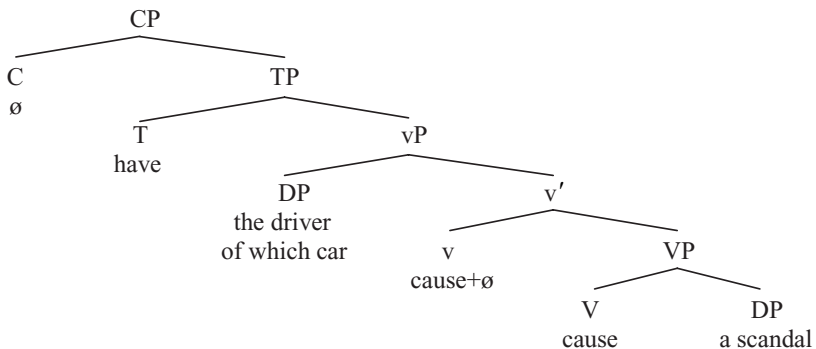 CP
C TP
ø
T vP
have
DP v′
the driver
of which car v VP
cause+ø
V DP
cause a scandal